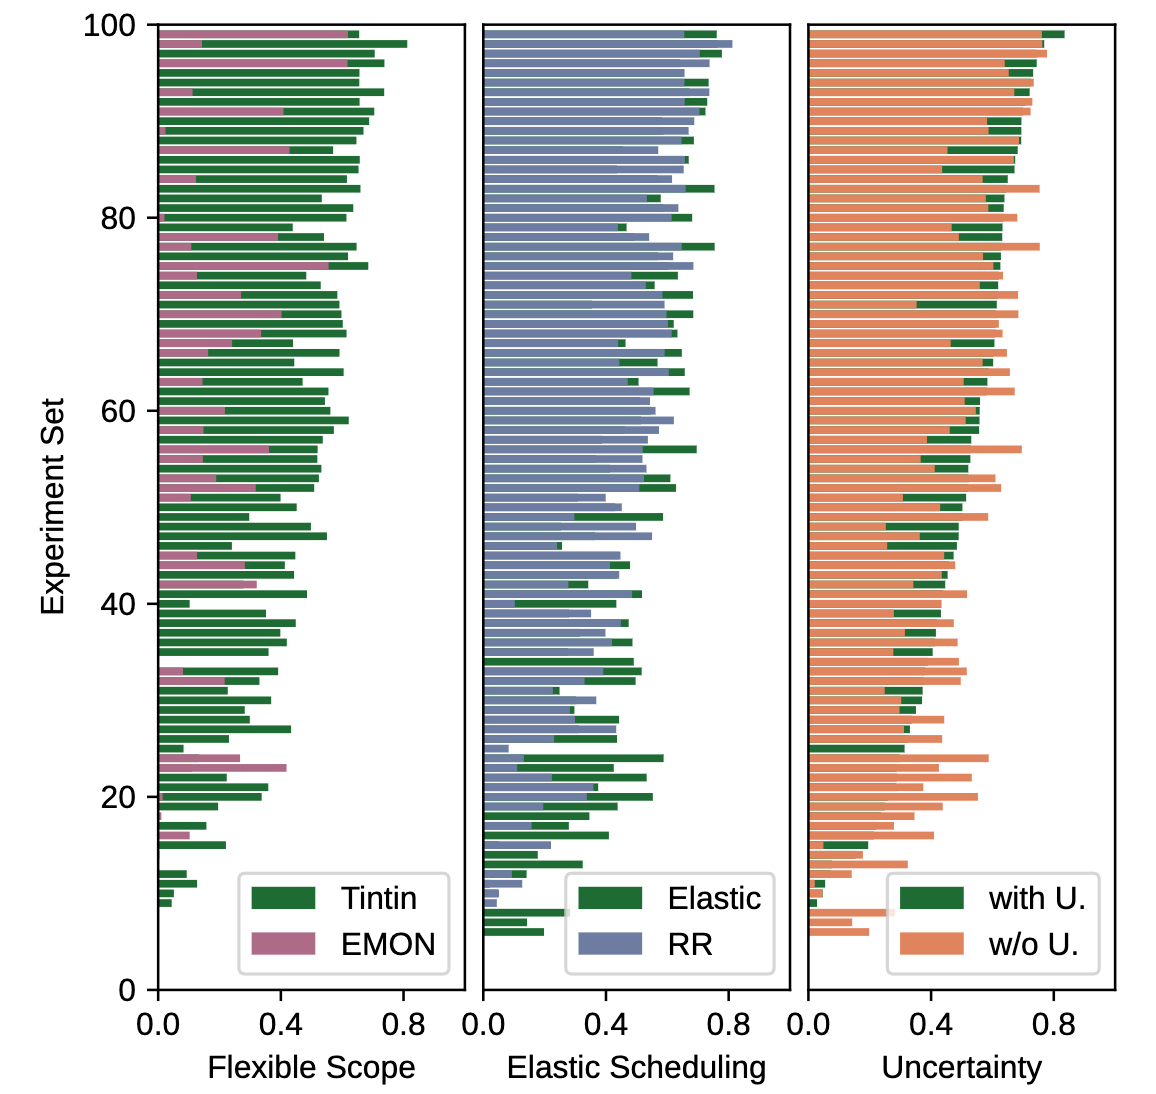 100
80
60
40
20
0
Experiment Set
Tintin
EMON
Elastic
RR
with U.
w/o U.
0.0 0.4 0.8 0.0 0.4 0.8 0.0 0.4 0.8
Flexible Scope Elastic Scheduling Uncertainty